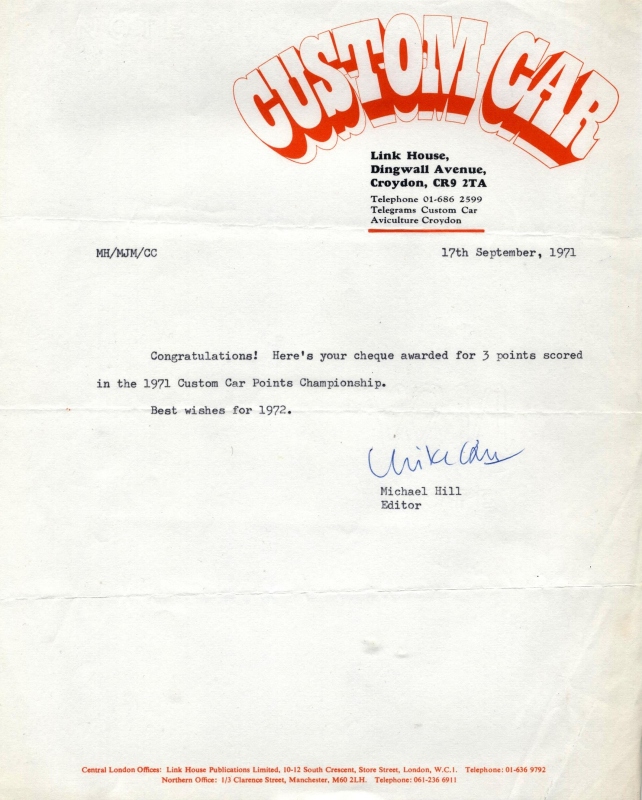 CUSTOM CAR
Link House,
Dingwall Avenue,
Croydon, CR9 2TA
Telephone 01-686 2599
Telegrams Custom Car
Aviculture Croydon
MH/MJM/CC 17th September, 1971
Congratulations! Here's your cheque awarded for 3 points scored
in the 1971 Custom Car Points Championship.
Best wishes for 1972.
Michael Hill
Editor
Central London Offices: Link House Publications Limited, 10-12 South Crescent, Store Street, London, W.C.1. Telephone: 01-636 9792
Northern Office: 1/3 Clarence Street, Manchester, M60 2LH. Telephone: 061-236 6911